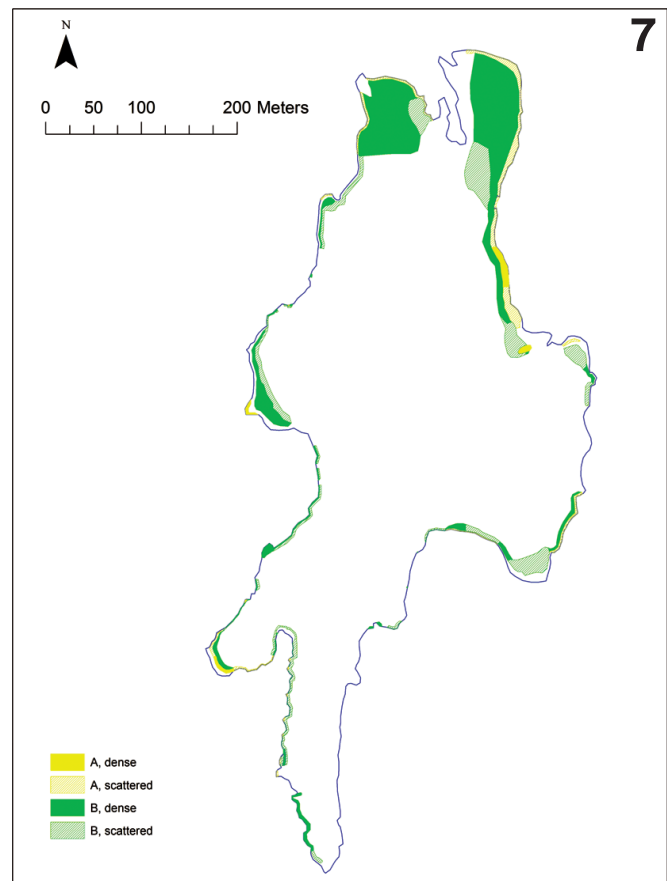 7
N
0 50 100 200 Meters
A, dense
A, scattered
B, dense
B, scattered